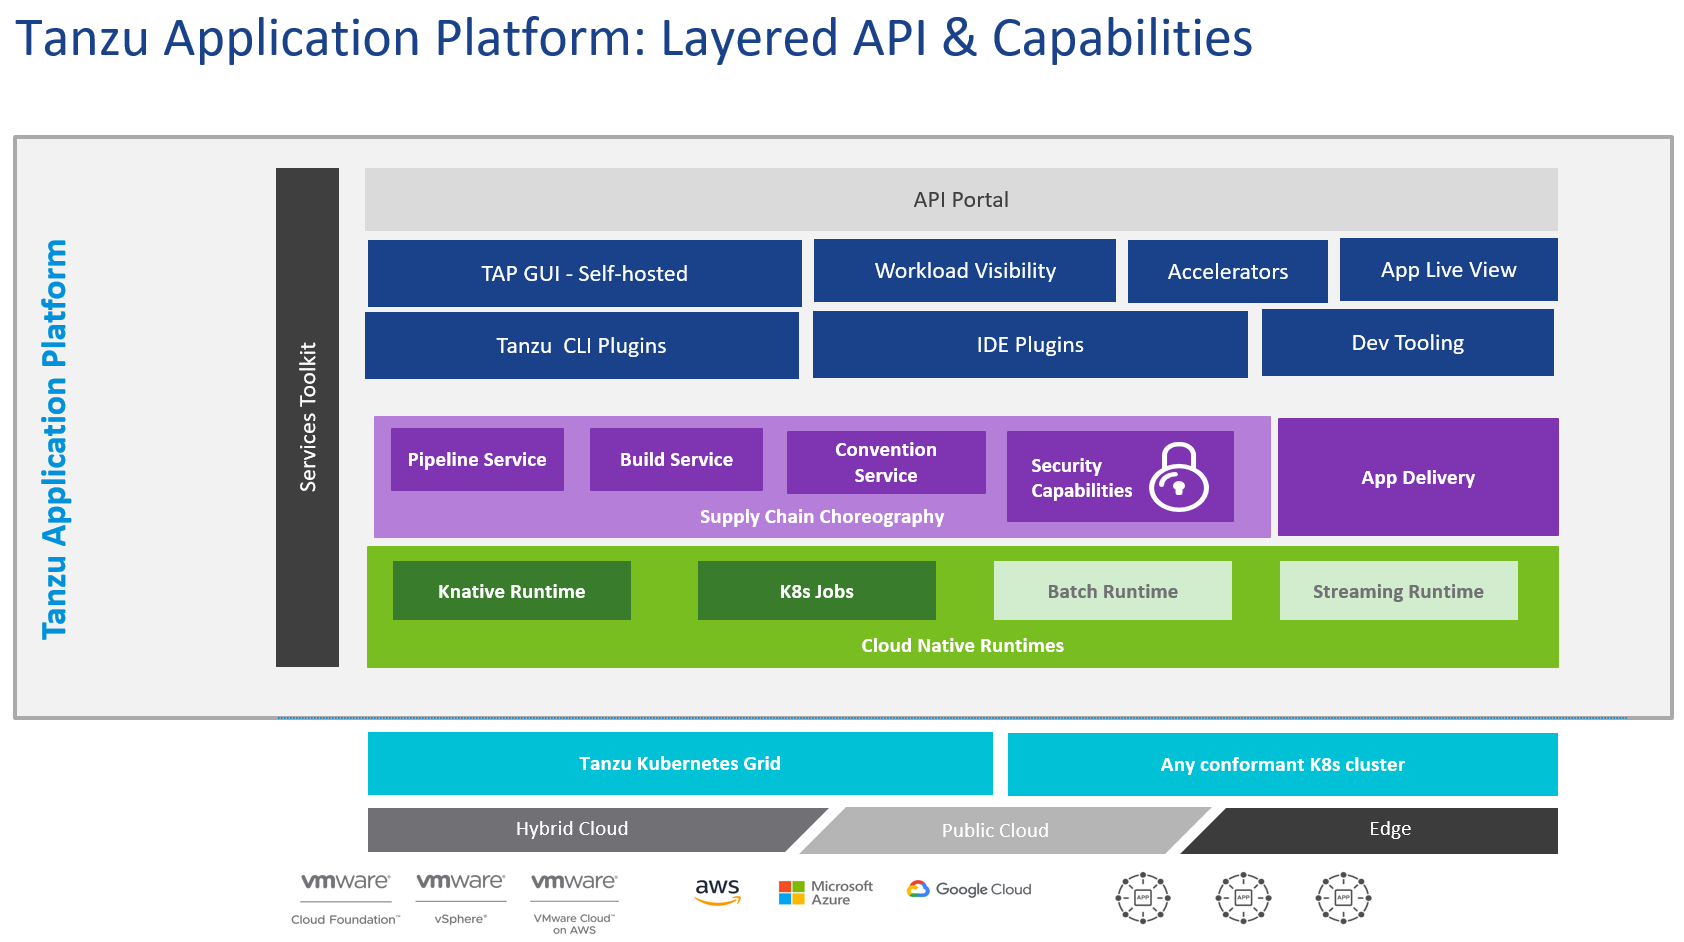 Tanzu Application Platform: Layered API & Capabilities
Tanzu Application Platform
Services Toolkit
API Portal
TAP GUI - Self-hosted
Workload Visibility
Accelerators
App Live View
Tanzu  CLI Plugins
IDE Plugins
Dev Tooling
Pipeline Service
Build Service
Convention
Service
Security
Capabilities
Supply Chain Choreography
App Delivery
Knative Runtime
K8s Jobs
Batch Runtime
Streaming Runtime
Cloud Native Runtimes
Tanzu Kubernetes Grid
Any conformant K8s cluster
Hybrid Cloud
Public Cloud
Edge
vmware®
Cloud Foundation™
vmware®
vSphere®
vmware®
VMware Cloud™
on AWS
aws
Microsoft
Azure
Google Cloud
APP
APP
APP